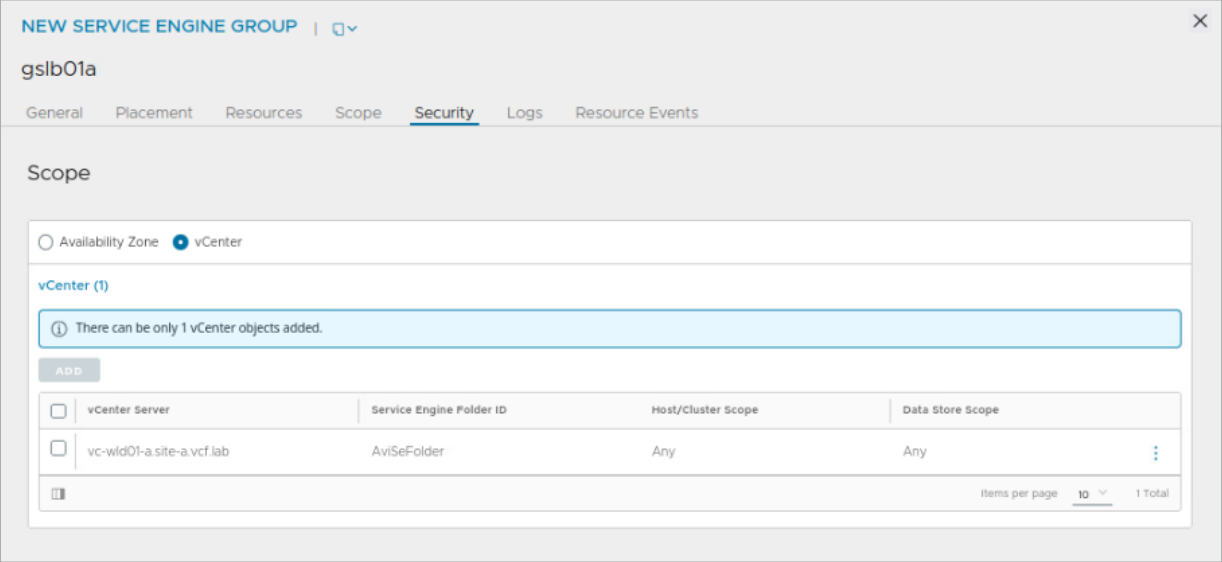 NEW SERVICE ENGINE GROUP |
gslb01a
General Placement Resources Scope Security Logs Resource Events
Scope
Availability Zone vCenter
vCenter (1)
There can be only 1 vCenter objects added.
ADD
vCenter Server Service Engine Folder ID Host/Cluster Scope Data Store Scope
vc-wld01-a.site-a.vcf.lab AviSeFolder Any Any
Items per page 10 1 Total